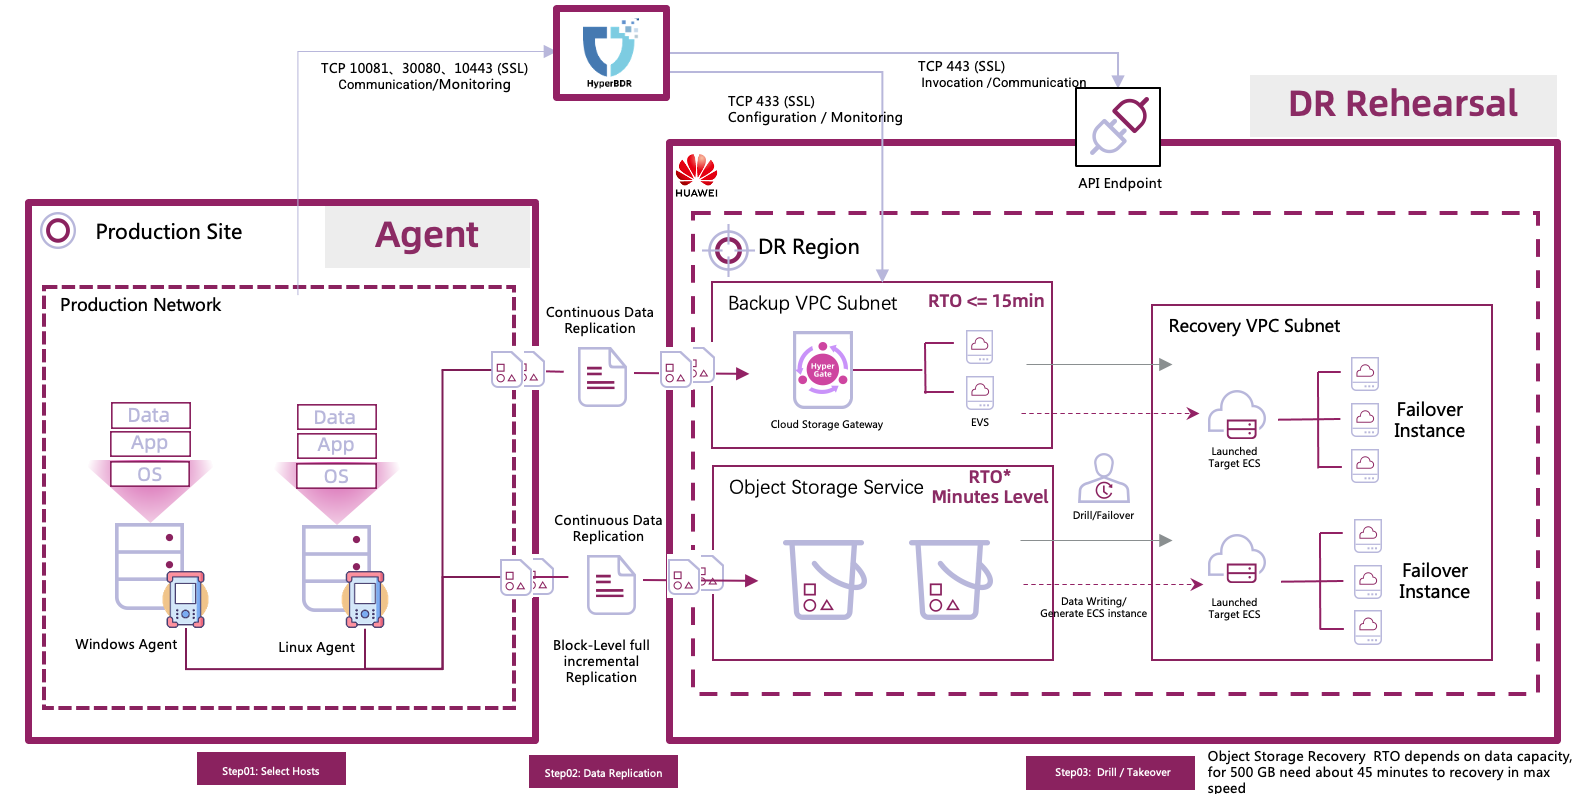 HyperBDR
TCP 10081、30080、10443 (SSL)
Communication/Monitoring
TCP 443 (SSL)
Invocation /Communication
TCP 433 (SSL)
Configuration / Monitoring
API Endpoint
DR Rehearsal
HUAWEI
Production Site
Agent
Production Network
Data
App
OS
Data
App
OS
Windows Agent
Linux Agent
Continuous Data
Replication
Continuous Data
Replication
Block-Level full
incremental
Replication
DR Region
Backup VPC Subnet
RTO <= 15min
Hyper
Gate
Cloud Storage Gateway
EVS
Object Storage Service
RTO*
Minutes Level
Drill/Failover
Data Writing/
Generate ECS instance
Recovery VPC Subnet
Launched
Target ECS
Failover
Instance
Launched
Target ECS
Failover
Instance
Step01: Select Hosts
Step02: Data Replication
Step03: Drill / Takeover
Object Storage Recovery RTO depends on data capacity,
for 500 GB need about 45 minutes to recovery in max
speed